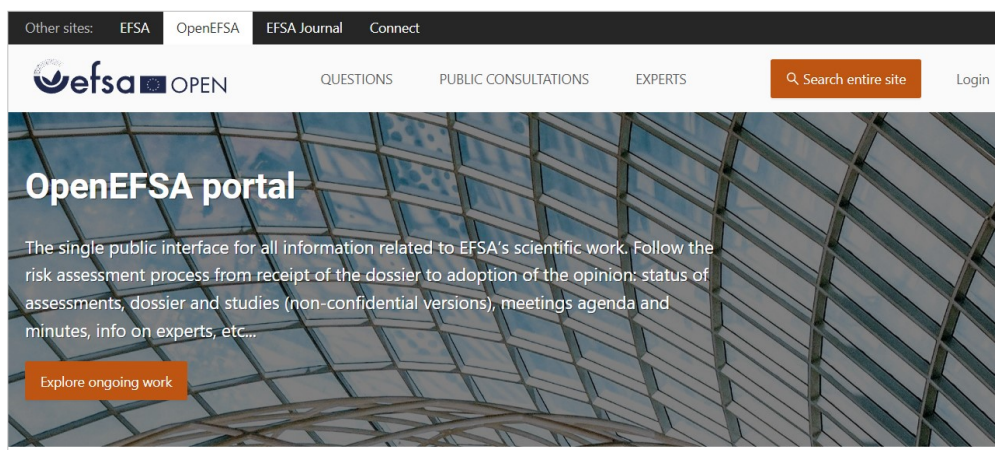 Other sites: EFSA OpenEFSA EFSA Journal Connect
efsa OPEN QUESTIONS PUBLIC CONSULTATIONS EXPERTS Search entire site Login
OpenEFSA portal
The single public interface for all information related to EFSA's scientific work. Follow the
risk assessment process from receipt of the dossier to adoption of the opinion: status of
assessments, dossier and studies (non-confidential versions), meetings agenda and
minutes, info on experts, etc...
Explore ongoing work